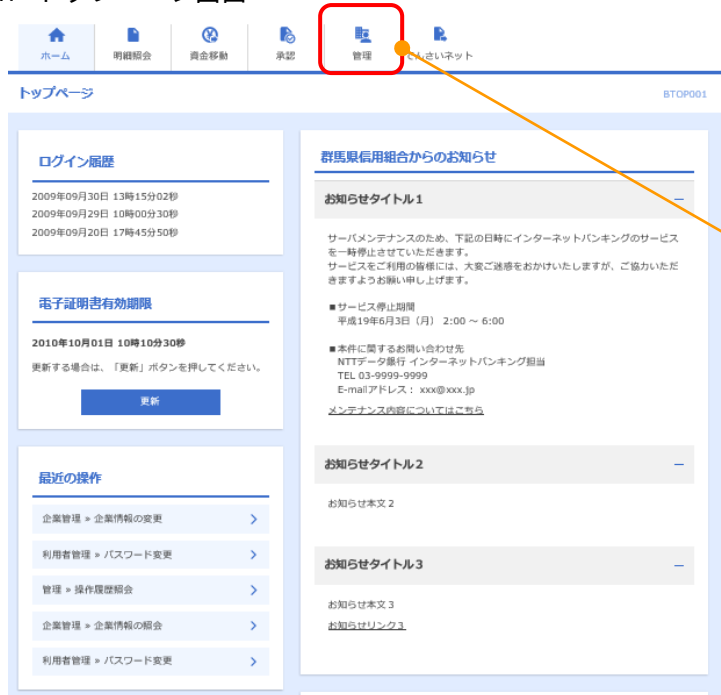 ホーム
明細照会
資金移動
承認
管理
でんさいネット
トップページ
BTOP001
ログイン履歴
2009年09月30日 13時15分02秒
2009年09月29日 10時00分30秒
2009年09月20日 17時45分50秒
電子証明書有効期限
2010年10月01日 10時10分30秒
更新する場合は、「更新」ボタンを押してください。
更新
最近の操作
企業管理 » 企業情報の変更
利用者管理 » パスワード変更
管理 » 操作履歴照会
企業管理 » 企業情報の照会
利用者管理 » パスワード変更
群馬県信用組合からのお知らせ
お知らせタイトル1
サーバメンテナンスのため、下記の日時にインターネットバンキングのサービス
を一時停止させていただきます。
サービスをご利用の皆様には、大変ご迷惑をおかけいたしますが、ご協力いただ
きますようお願い申し上げます。
■サービス停止期間
平成19年6月3日（月） 2:00 ～ 6:00
■本件に関するお問い合わせ先
NTTデータ銀行 インターネットバンキング担当
TEL 03-9999-9999
E-mailアドレス： xxx@xxx.jp
メンテナンス内容についてはこちら
お知らせタイトル2
お知らせ本文2
お知らせタイトル3
お知らせ本文3
お知らせリンク3